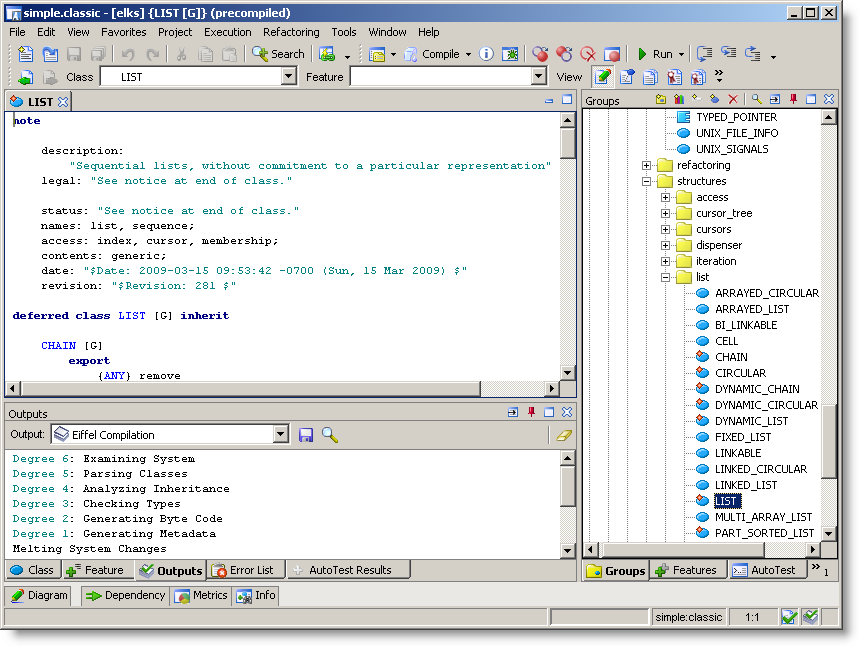 simple.classic - [elks] {LIST [G]} (precompiled)
File Edit View Favorites Project Execution Refactoring Tools Window Help
Search Compile Run
Class LIST Feature View
LIST
note
description:
"Sequential lists, without commitment to a particular representation"
legal: "See notice at end of class."
status: "See notice at end of class."
names: list, sequence;
access: index, cursor, membership;
contents: generic;
date: "$Date: 2009-03-15 09:53:42 -0700 (Sun, 15 Mar 2009) $"
revision: "$Revision: 281 $"
deferred class LIST [G] inherit
CHAIN [G]
export
{ANY} remove
Outputs
Output: Eiffel Compilation
Degree 6: Examining System
Degree 5: Parsing Classes
Degree 4: Analyzing Inheritance
Degree 3: Checking Types
Degree 2: Generating Byte Code
Degree 1: Generating Metadata
Melting System Changes
Class Feature Outputs Error List AutoTest Results
Groups
TYPED_POINTER
UNIX_FILE_INFO
UNIX_SIGNALS
refactoring
structures
access
cursor_tree
cursors
dispenser
iteration
list
ARRAYED_CIRCULAR
ARRAYED_LIST
BI_LINKABLE
CELL
CHAIN
CIRCULAR
DYNAMIC_CHAIN
DYNAMIC_CIRCULAR
DYNAMIC_LIST
FIXED_LIST
LINKABLE
LINKED_CIRCULAR
LINKED_LIST
LIST
MULTI_ARRAY_LIST
PART_SORTED_LIST
Groups Features AutoTest » 1
Diagram Dependency Metrics Info
simple:classic 1:1